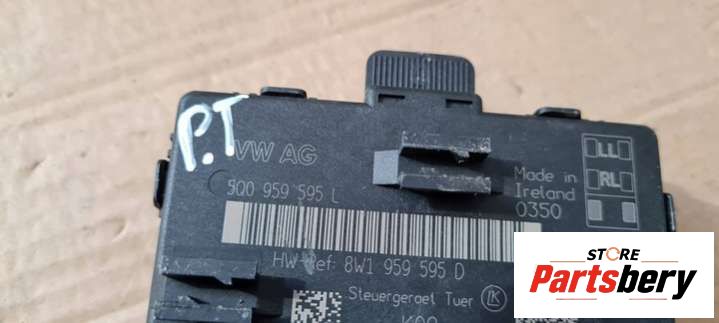 P.T
VW AG
5Q0 959 595 L
LL
RL
Made in
Ireland
0350
HW-Ref: 8W1 959 595 D
Steuergeraet Tuer
LK
STORE
Partsbery